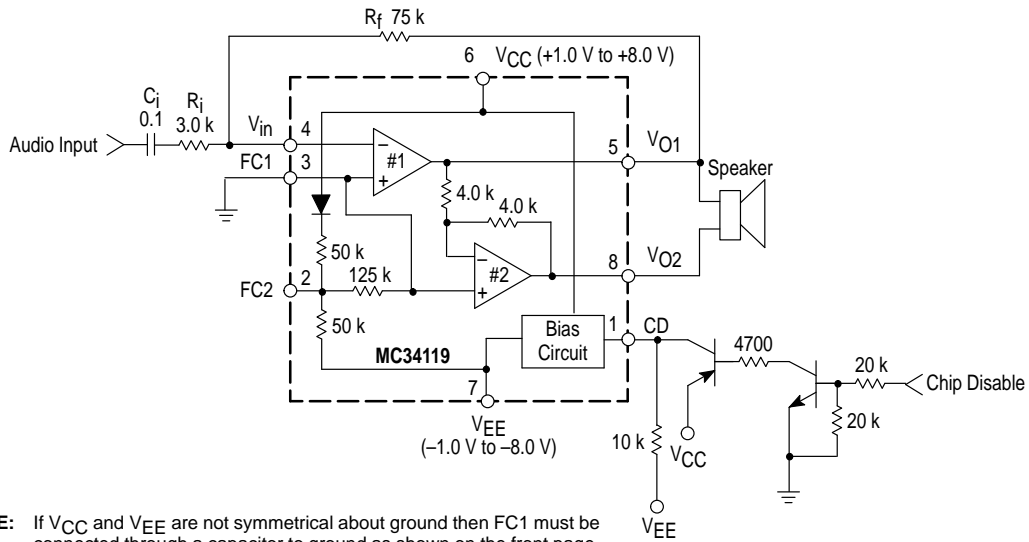 Rf 75 k
6 VCC (+1.0 V to +8.0 V)
Ci
0.1
Ri
3.0 k
Audio Input
Vin
4
FC1
3
−
#1
+
5
VO1
Speaker
4.0 k
4.0 k
50 k
−
#2
+
8
VO2
FC2
2
125 k
50 k
MC34119
Bias
Circuit
1
CD
4700
20 k
Chip Disable
20 k
7
VEE
(–1.0 V to –8.0 V)
10 k
VCC
VEE
E: If VCC and VEE are not symmetrical about ground then FC1 must be
connected through a capacitor to ground as shown on the front page